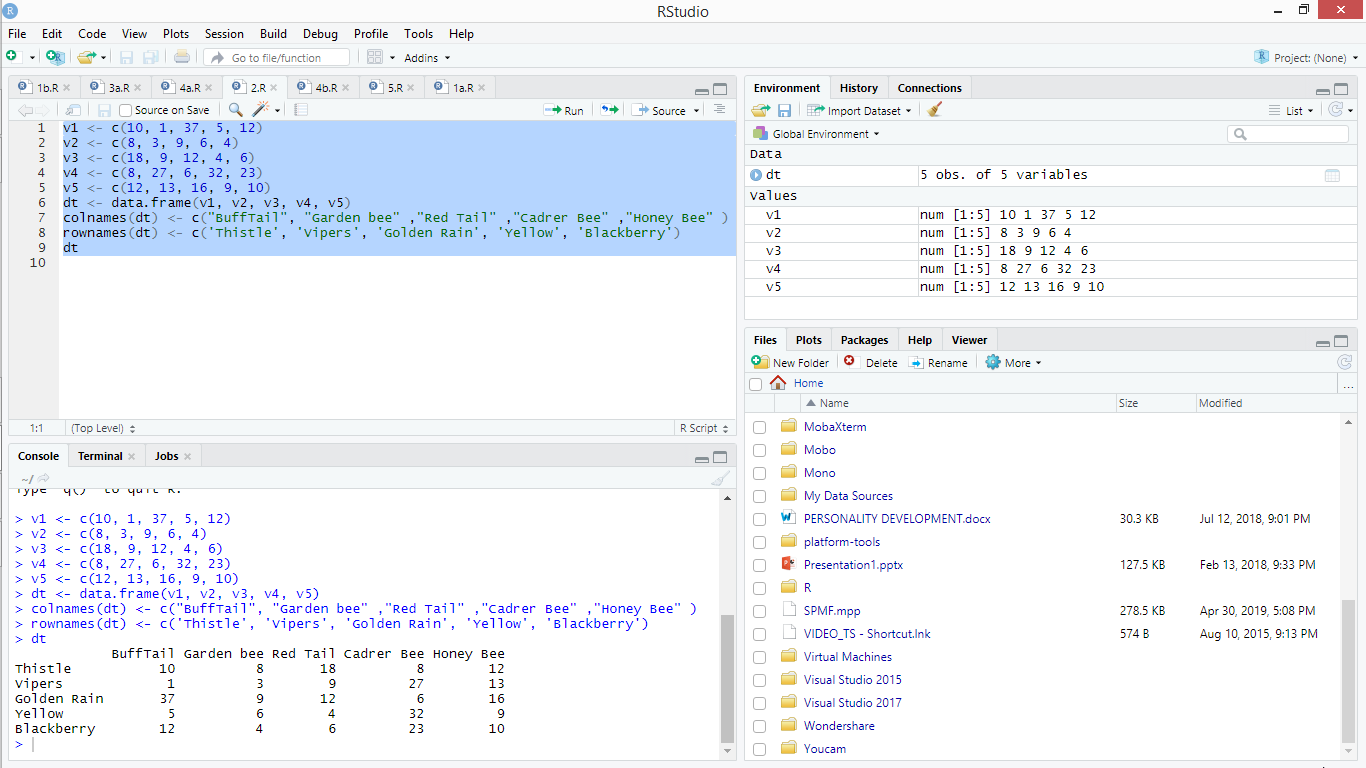 RStudio
File Edit Code View Plots Session Build Debug Profile Tools Help
Go to file/function Addins Project: (None)
1b.R 3a.R 4a.R 2.R 4b.R 5.R 1a.R
Source on Save Run Source
1 v1 <- c(10, 1, 37, 5, 12)
2 v2 <- c(8, 3, 9, 6, 4)
3 v3 <- c(18, 9, 12, 4, 6)
4 v4 <- c(8, 27, 6, 32, 23)
5 v5 <- c(12, 13, 16, 9, 10)
6 dt <- data.frame(v1, v2, v3, v4, v5)
7 colnames(dt) <- c("BuffTail", "Garden bee" ,"Red Tail" ,"Cadrer Bee" ,"Honey Bee" )
8 rownames(dt) <- c('Thistle', 'Vipers', 'Golden Rain', 'Yellow', 'Blackberry')
9 dt
10
1:1 (Top Level) R Script
Console Terminal Jobs
~/
Type 'q()' to quit R.
> v1 <- c(10, 1, 37, 5, 12)
> v2 <- c(8, 3, 9, 6, 4)
> v3 <- c(18, 9, 12, 4, 6)
> v4 <- c(8, 27, 6, 32, 23)
> v5 <- c(12, 13, 16, 9, 10)
> dt <- data.frame(v1, v2, v3, v4, v5)
> colnames(dt) <- c("BuffTail", "Garden bee" ,"Red Tail" ,"Cadrer Bee" ,"Honey Bee" )
> rownames(dt) <- c('Thistle', 'Vipers', 'Golden Rain', 'Yellow', 'Blackberry')
> dt
BuffTail Garden bee Red Tail Cadrer Bee Honey Bee
Thistle 10 8 18 8 12
Vipers 1 3 9 27 13
Golden Rain 37 9 12 6 16
Yellow 5 6 4 32 9
Blackberry 12 4 6 23 10
>
Environment History Connections
Import Dataset List
Global Environment
Data
dt 5 obs. of 5 variables
Values
v1 num [1:5] 10 1 37 5 12
v2 num [1:5] 8 3 9 6 4
v3 num [1:5] 18 9 12 4 6
v4 num [1:5] 8 27 6 32 23
v5 num [1:5] 12 13 16 9 10
Files Plots Packages Help Viewer
New Folder Delete Rename More
Home ...
Name Size Modified
MobaXterm
Mobo
Mono
My Data Sources
PERSONALITY DEVELOPMENT.docx 30.3 KB Jul 12, 2018, 9:01 PM
platform-tools
Presentation1.pptx 127.5 KB Feb 13, 2018, 9:33 PM
R
SPMF.mpp 278.5 KB Apr 30, 2019, 5:08 PM
VIDEO_TS - Shortcut.lnk 574 B Aug 10, 2015, 9:13 PM
Virtual Machines
Visual Studio 2015
Visual Studio 2017
Wondershare
Youcam